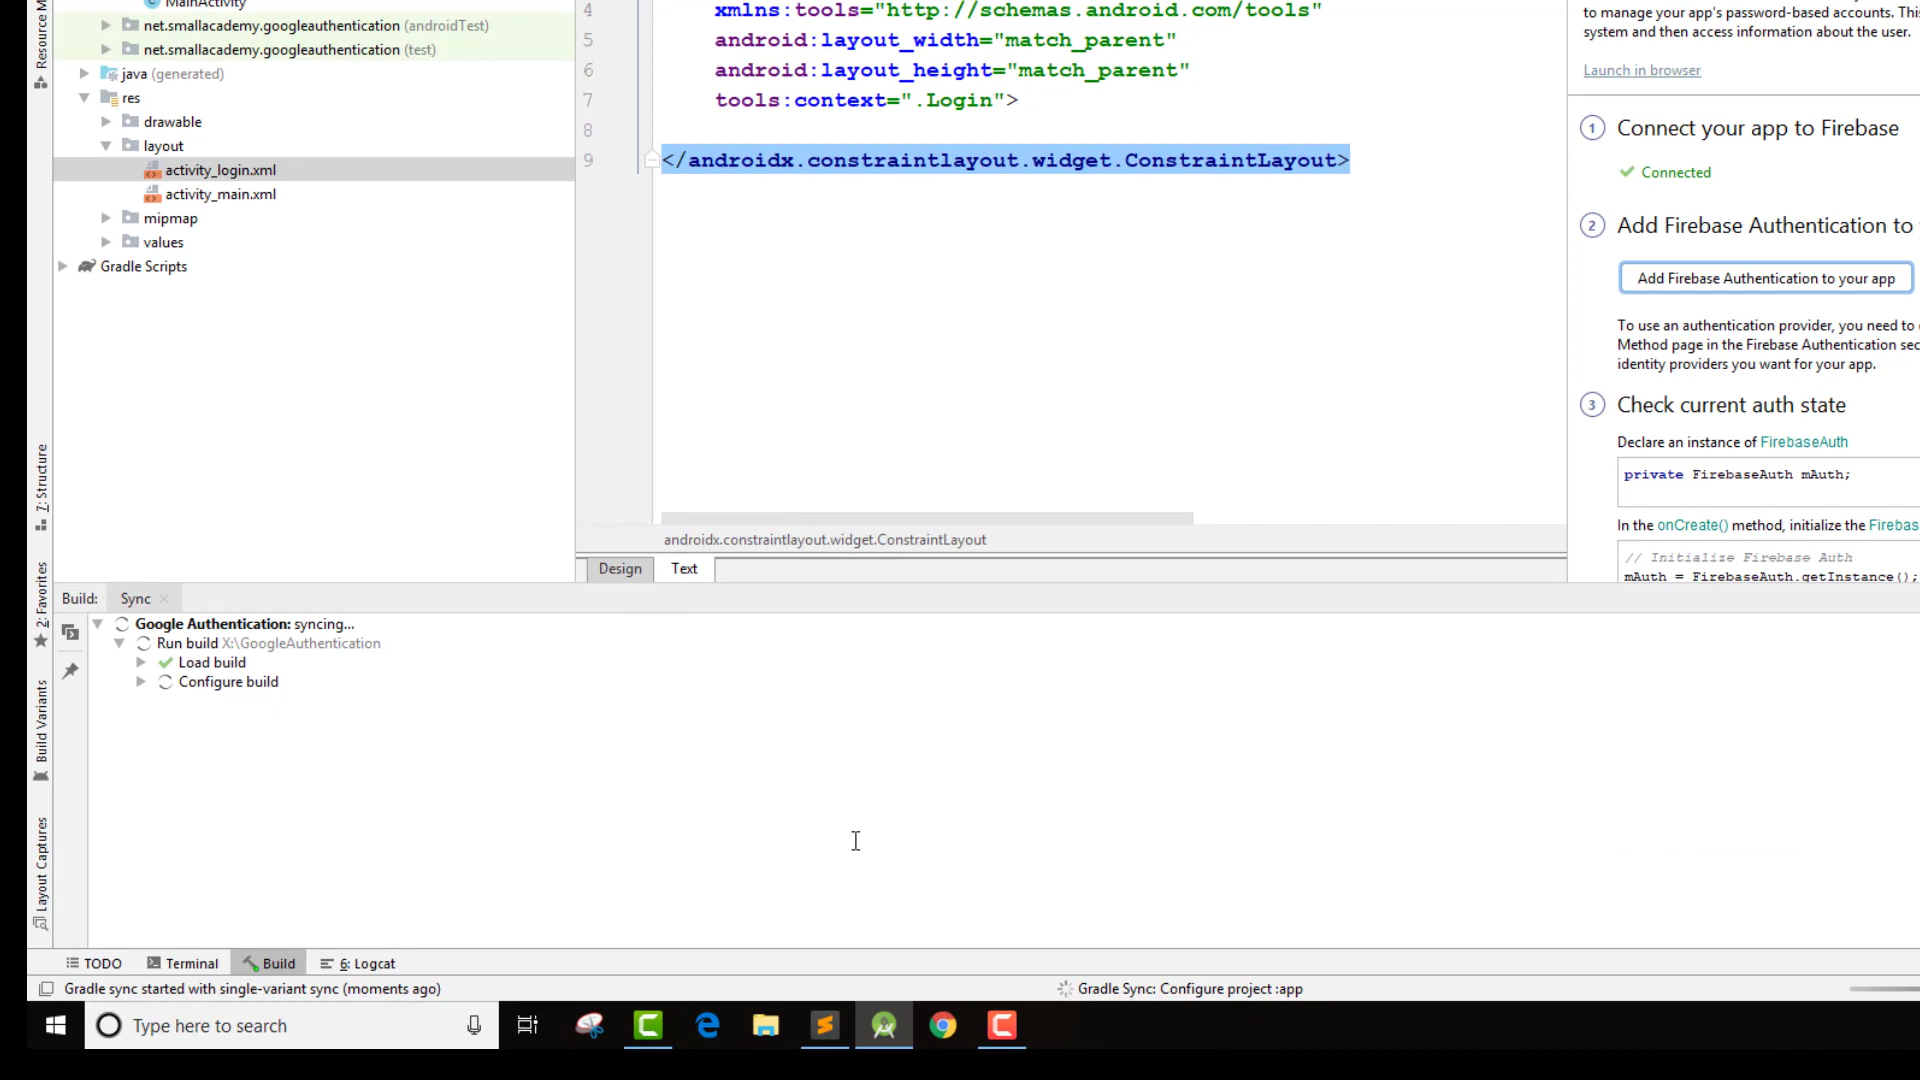 MainActivity
net.smallacademy.googleauthentication (androidTest)
net.smallacademy.googleauthentication (test)
java (generated)
res
drawable
layout
activity_login.xml
activity_main.xml
mipmap
values
Gradle Scripts
Resource M
7: Structure
2: Favorites
Build Variants
Layout Captures
4 xmlns:tools="http://schemas.android.com/tools"
5 android:layout_width="match_parent"
6 android:layout_height="match_parent"
7 tools:context=".Login">
8
9 </androidx.constraintlayout.widget.ConstraintLayout>
androidx.constraintlayout.widget.ConstraintLayout
Design Text
to manage your app's password-based accounts. This
system and then access information about the user.
Launch in browser
1 Connect your app to Firebase
Connected
2 Add Firebase Authentication to
Add Firebase Authentication to your app
To use an authentication provider, you need to
Method page in the Firebase Authentication sec
identity providers you want for your app.
3 Check current auth state
Declare an instance of FirebaseAuth
private FirebaseAuth mAuth;
In the onCreate() method, initialize the Firebas
// Initialize Firebase Auth
mAuth = FirebaseAuth.getInstance();
Build: Sync
Google Authentication: syncing...
Run build X:\GoogleAuthentication
Load build
Configure build
TODO Terminal Build 6: Logcat
Gradle sync started with single-variant sync (moments ago)
Gradle Sync: Configure project :app
Type here to search